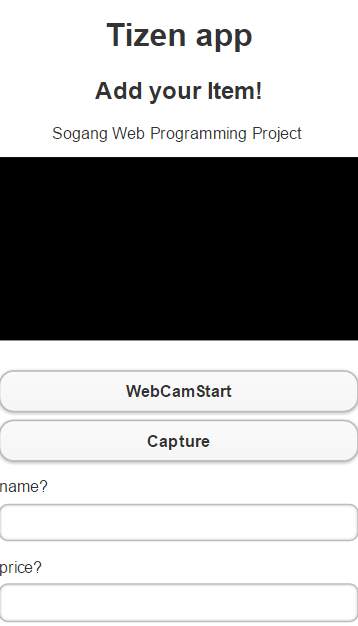 Tizen app
Add your Item!
Sogang Web Programming Project
WebCamStart
Capture
name?
price?